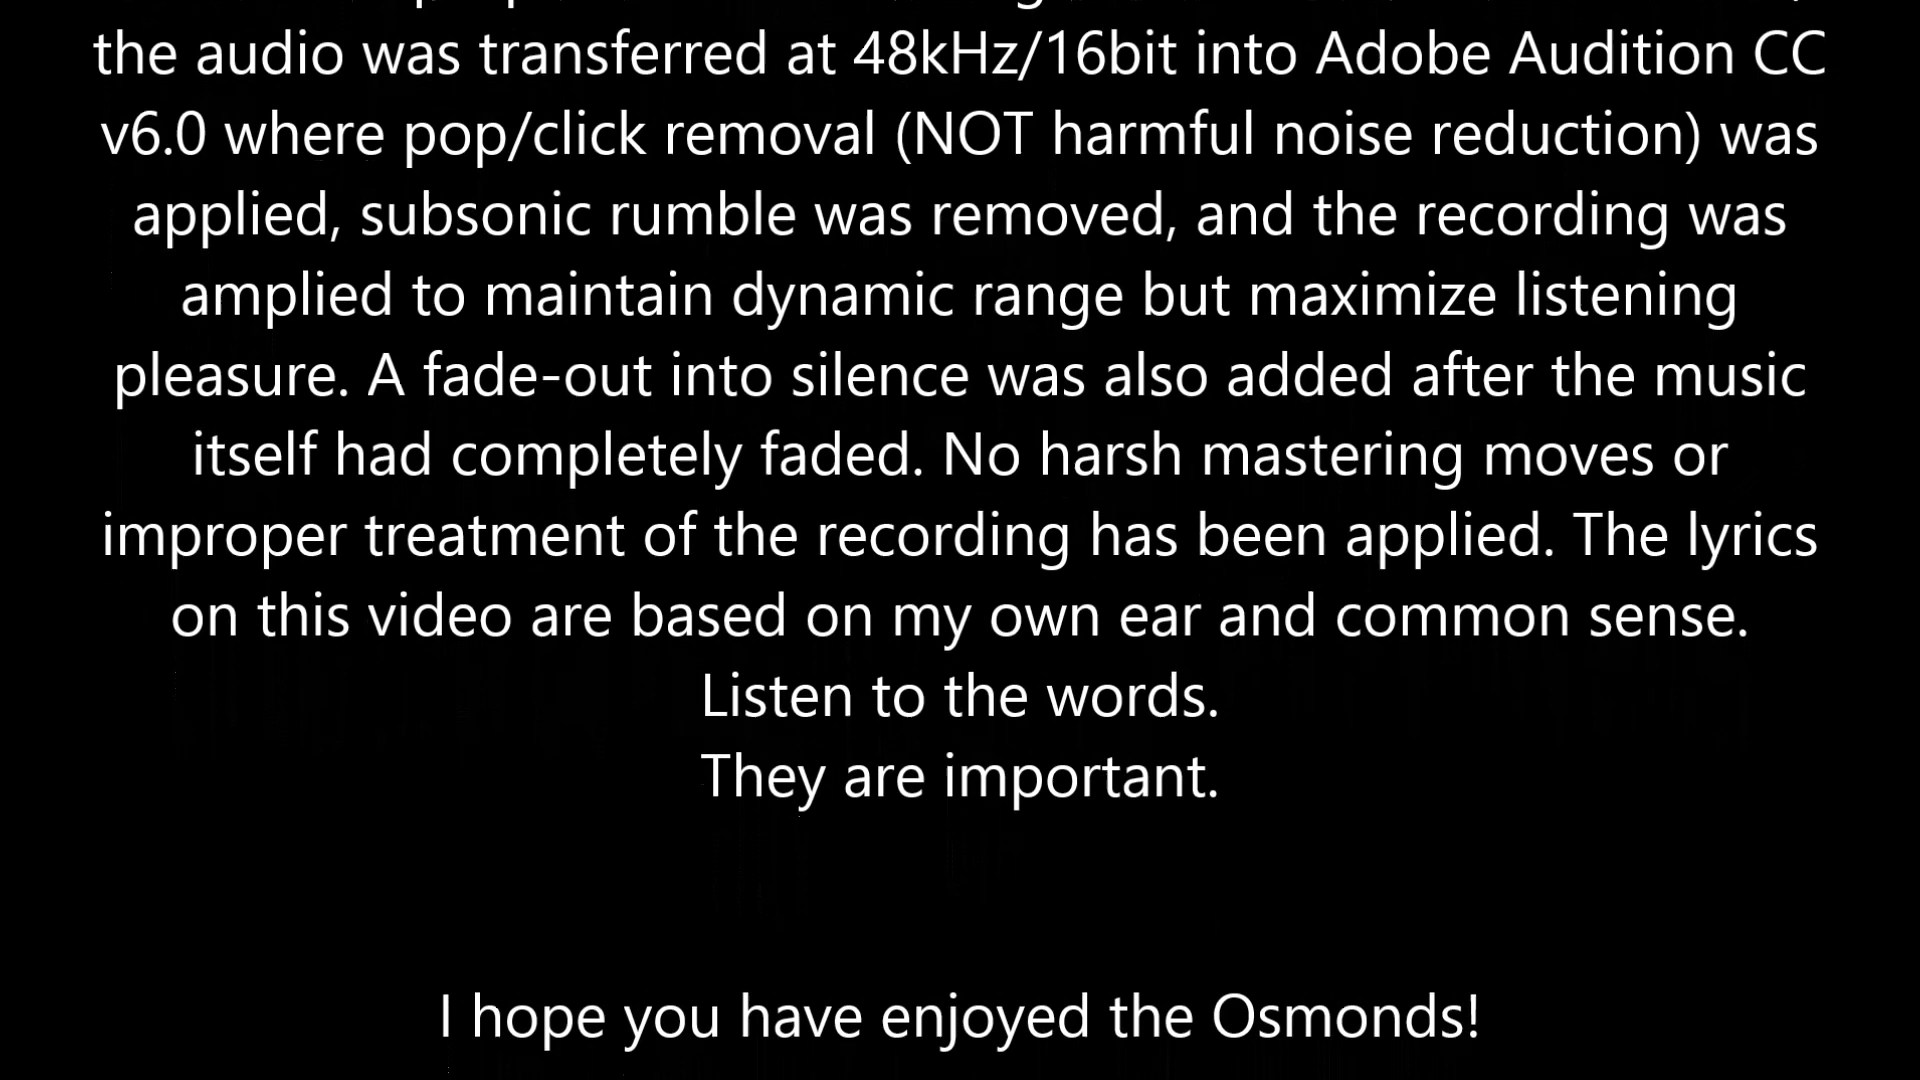 the audio was transferred at 48kHz/16bit into Adobe Audition CC
v6.0 where pop/click removal (NOT harmful noise reduction) was
applied, subsonic rumble was removed, and the recording was
amplied to maintain dynamic range but maximize listening
pleasure. A fade-out into silence was also added after the music
itself had completely faded. No harsh mastering moves or
improper treatment of the recording has been applied. The lyrics
on this video are based on my own ear and common sense.
Listen to the words.
They are important.
I hope you have enjoyed the Osmonds!